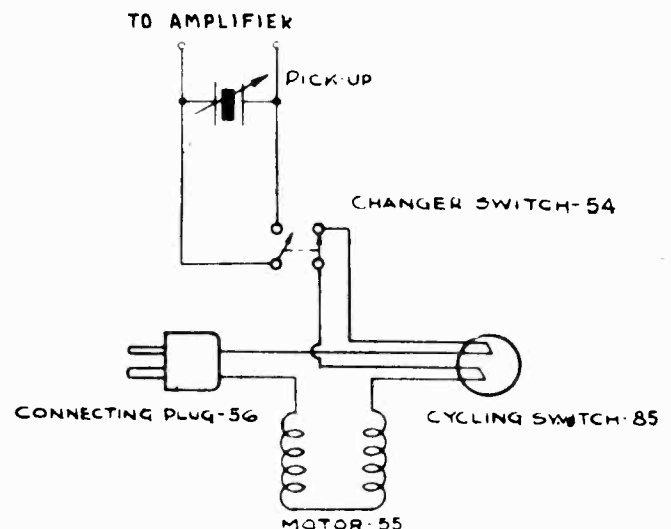 TO AMPLIFIER
PICK-UP
CHANGER SWITCH-54
CONNECTING PLUG-56
CYCLING SWITCH-85
MOTOR-55